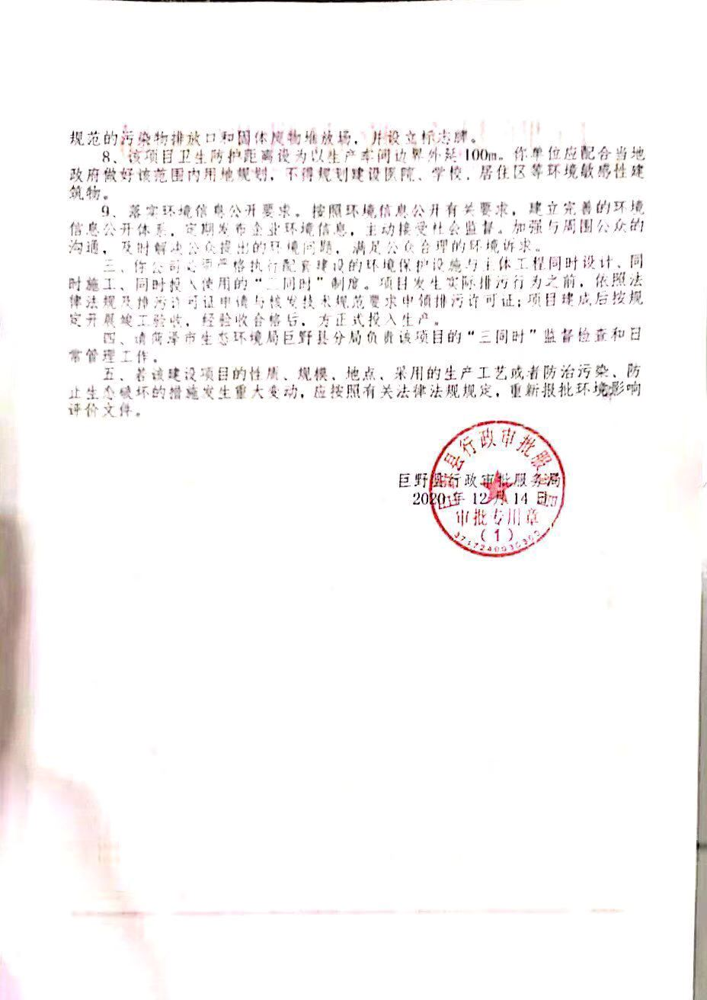 规范的污染物排放口和固体废物堆放场，并设立标志牌。
8、该项目卫生防护距离设为以生产车间边界外延100m。你单位应配合当地
政府做好该范围内用地规划，不得规划建设医院、学校、居住区等环境敏感性建
筑物。
9、落实环境信息公开要求。按照环境信息公开有关要求，建立完善的环境
信息公开体系，定期发布企业环境信息，主动接受社会监督。加强与周围公众的
沟通，及时解决公众提出的环境问题，满足公众合理的环境诉求。
三、你公司必须严格执行配套建设的环境保护设施与主体工程同时设计、同
时施工、同时投入使用的“三同时”制度。项目发生实际排污行为之前，依照法
律法规及排污许可证申请与核发技术规范要求申领排污许可证；项目建成后按规
定开展竣工验收，经验收合格后，方正式投入生产。
四、请菏泽市生态环境局巨野县分局负责该项目的“三同时”监督检查和日
常管理工作。
五、若该建设项目的性质、规模、地点、采用的生产工艺或者防治污染、防
止生态破坏的措施发生重大变动，应按照有关法律法规规定，重新报批环境影响
评价文件。
巨野县行政审批服务局
2020年12月14日
巨野县行政审批服务局
审批专用章
（1）